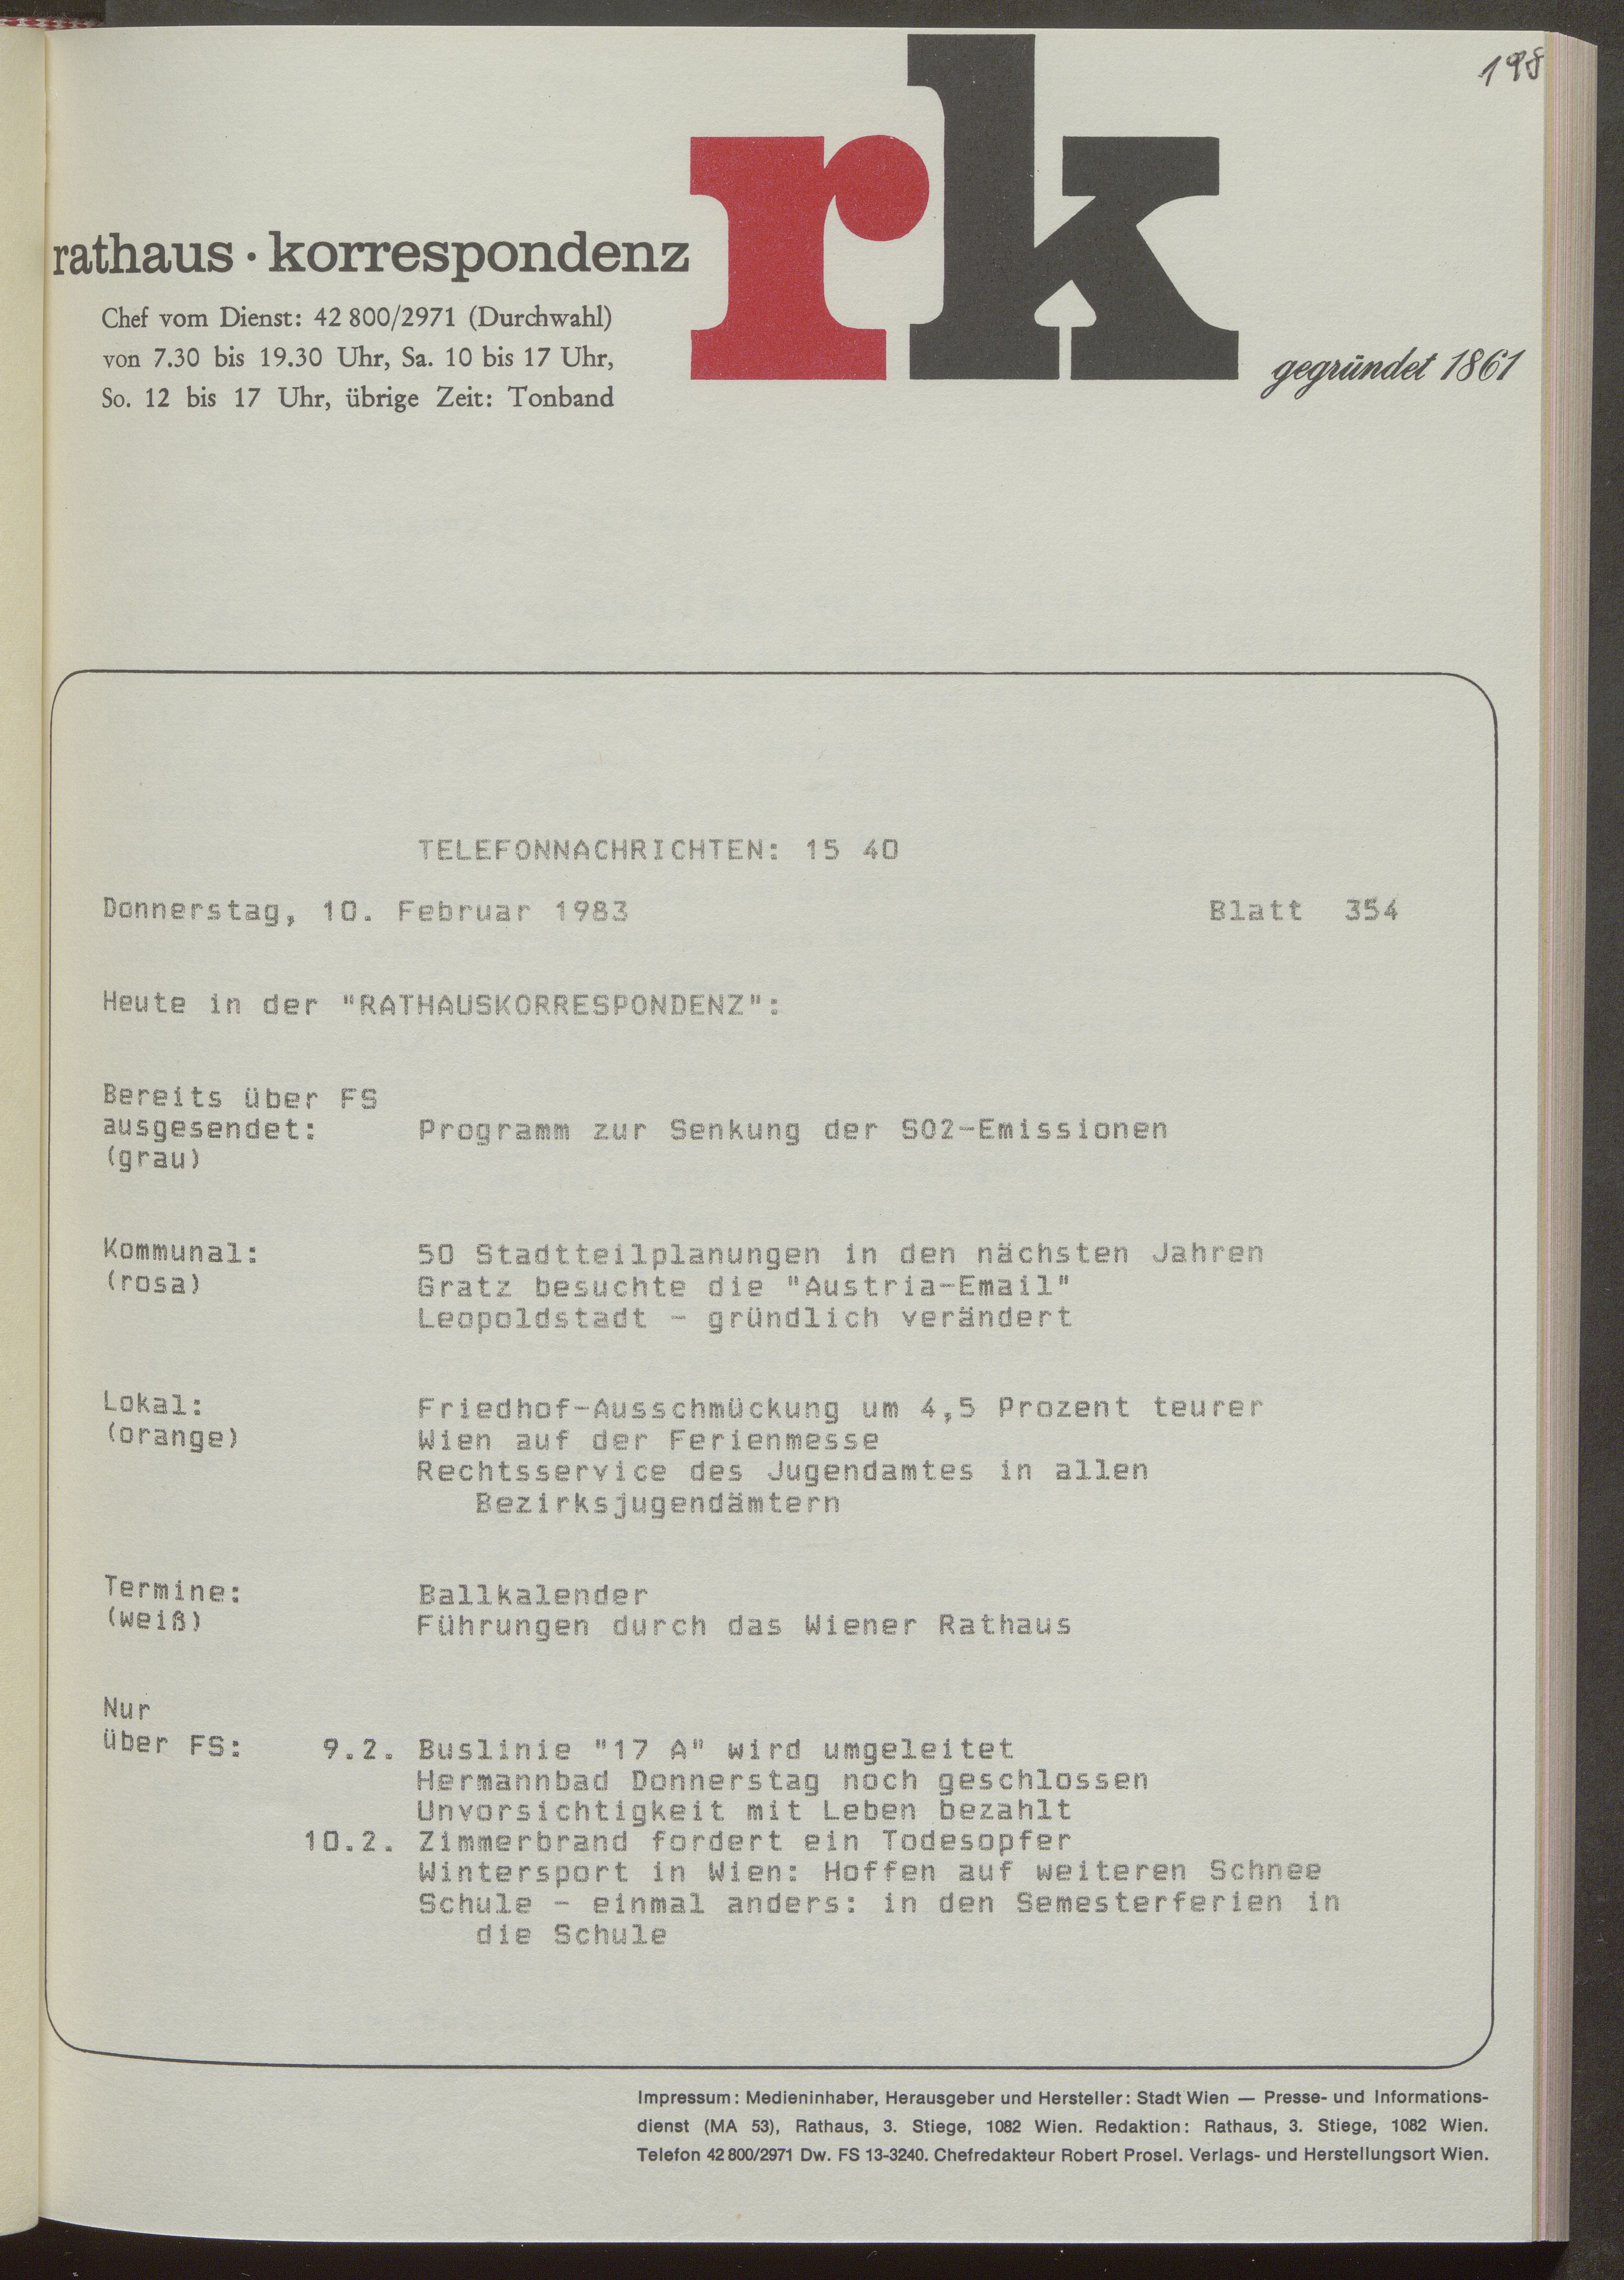 198
rk
rathaus · korrespondenz
Chef vom Dienst: 42 800/2971 (Durchwahl)
von 7.30 bis 19.30 Uhr, Sa. 10 bis 17 Uhr,
So. 12 bis 17 Uhr, übrige Zeit: Tonband
gegründet 1861
TELEFONNACHRICHTEN: 15 40
Donnerstag, 10. Februar 1983 Blatt 354
Heute in der "RATHAUSKORRESPONDENZ":
Bereits über FS
ausgesendet: Programm zur Senkung der SO2-Emissionen
(grau)
Kommunal: 50 Stadtteilplanungen in den nächsten Jahren
(rosa) Gratz besuchte die "Austria-Email"
Leopoldstadt - gründlich verändert
Lokal: Friedhof-Ausschmückung um 4,5 Prozent teurer
(orange) Wien auf der Ferienmesse
Rechtsservice des Jugendamtes in allen
Bezirksjugendämtern
Termine: Ballkalender
(weiß) Führungen durch das Wiener Rathaus
Nur
über FS: 9.2. Buslinie "17 A" wird umgeleitet
Hermannbad Donnerstag noch geschlossen
Unvorsichtigkeit mit Leben bezahlt
10.2. Zimmerbrand fordert ein Todesopfer
Wintersport in Wien: Hoffen auf weiteren Schnee
Schule - einmal anders: in den Semesterferien in
die Schule
Impressum: Medieninhaber, Herausgeber und Hersteller: Stadt Wien — Presse- und Informations-
dienst (MA 53), Rathaus, 3. Stiege, 1082 Wien. Redaktion: Rathaus, 3. Stiege, 1082 Wien.
Telefon 42 800/2971 Dw. FS 13-3240. Chefredakteur Robert Prosel. Verlags- und Herstellungsort Wien.